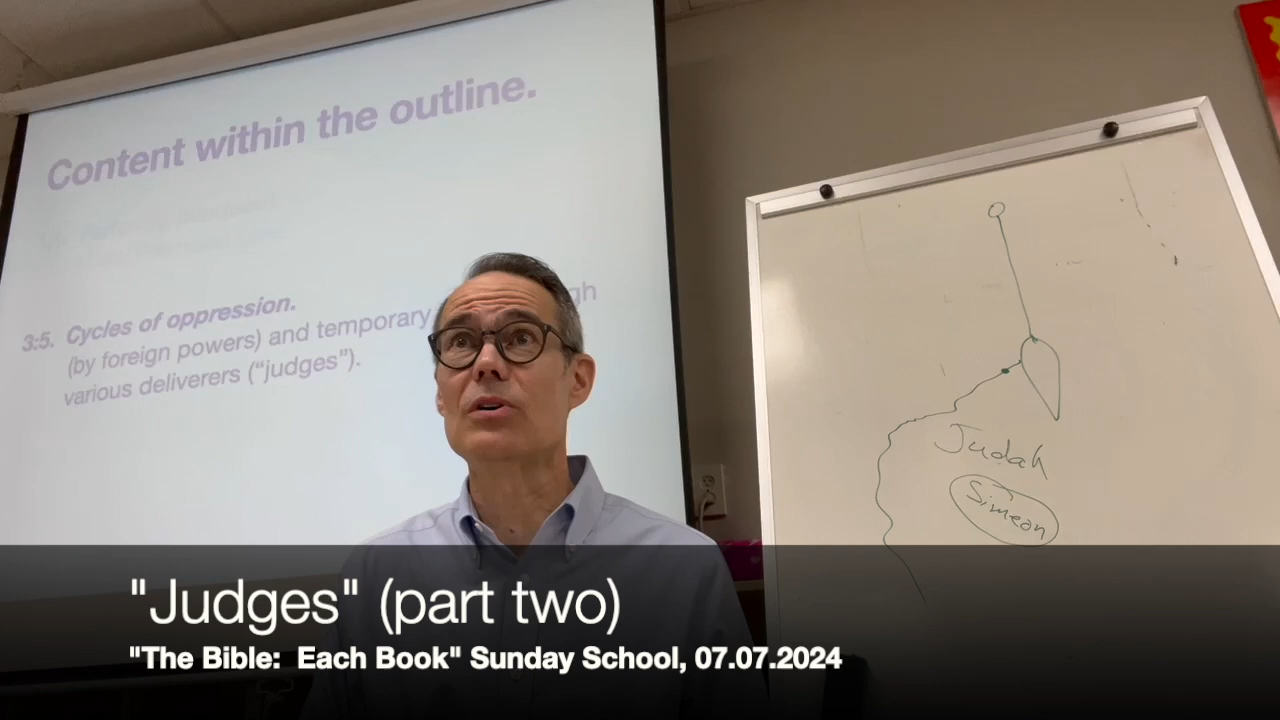 Content within the outline.
3:5. Cycles of oppression.
(by foreign powers) and temporary gh
various deliverers ("judges").
Judah
Simeon
"Judges" (part two)
"The Bible: Each Book" Sunday School, 07.07.2024